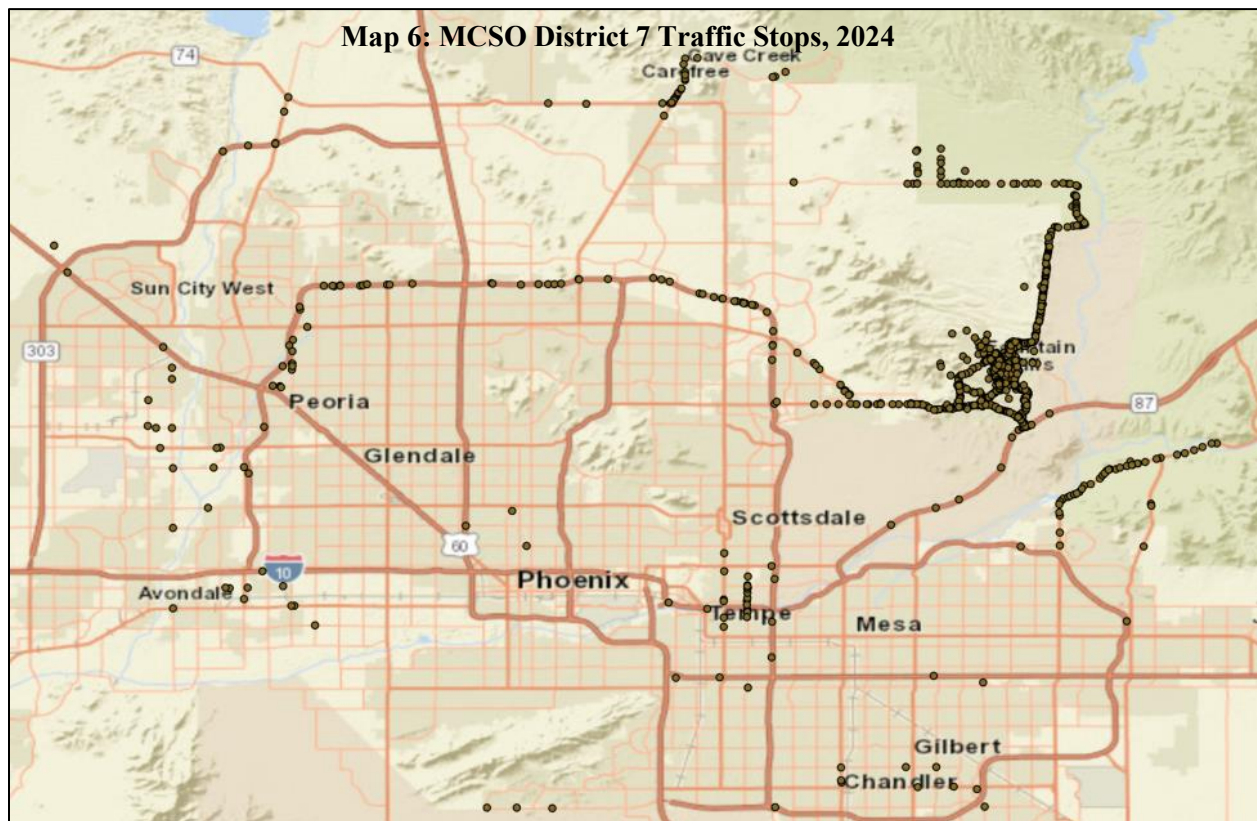 Map 6: MCSO District 7 Traffic Stops, 2024
74
Cave Creek
Carefree
Sun City West
303
Fountain
Peoria
87
Glendale
Scottsdale
60
10
Phoenix
Avondale
Tempe
Mesa
Gilbert
Chandler